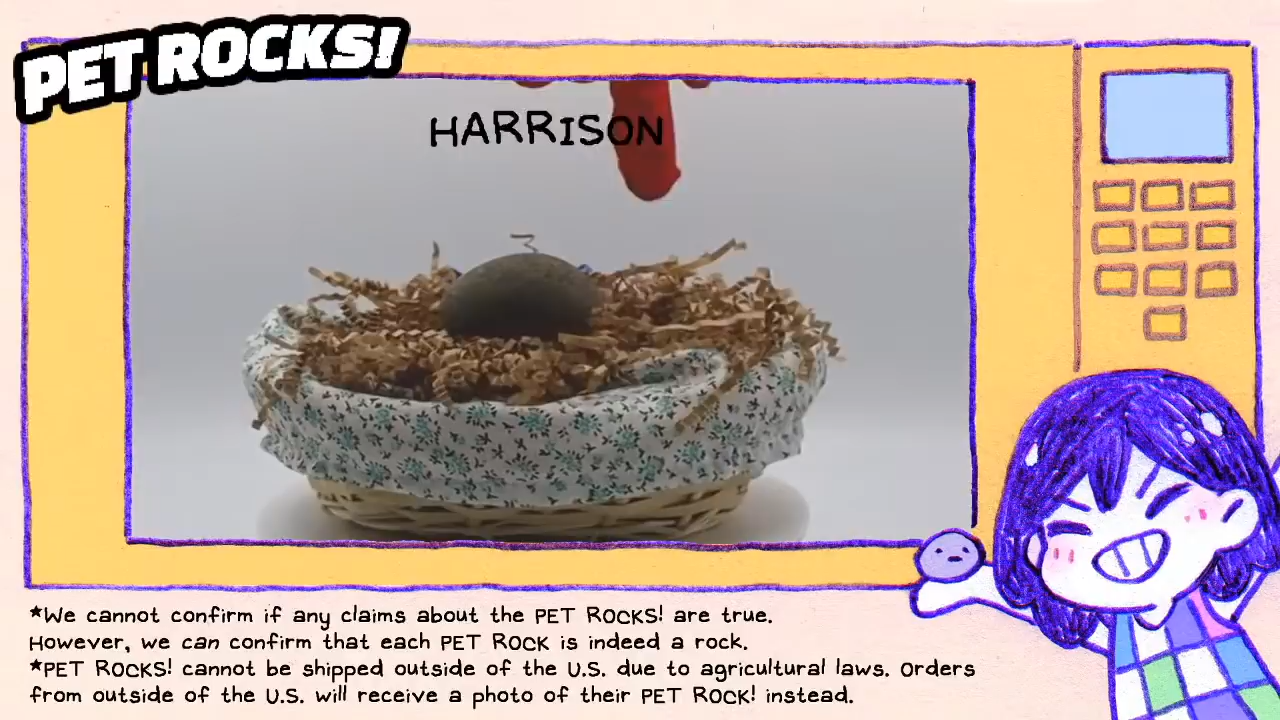 PET ROCKS!
HARRISON
*We cannot confirm if any claims about the PET ROCKS! are true.
However, we can confirm that each PET ROCK is indeed a rock.
*PET ROCKS! cannot be shipped outside of the U.S. due to agricultural laws. Orders
from outside of the U.S. will receive a photo of their PET ROCK! instead.